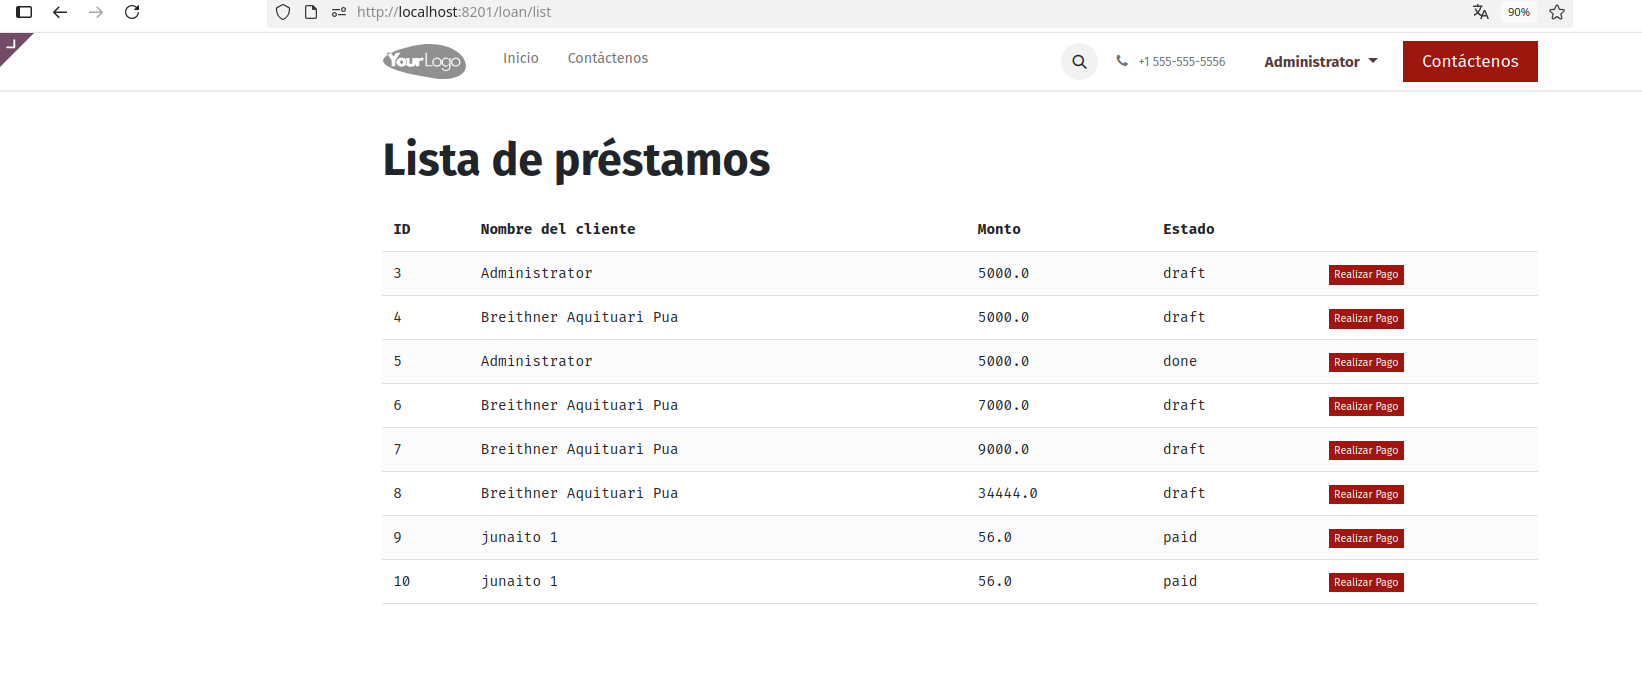 http://localhost:8201/loan/list 90%
YourLogo Inicio Contáctenos +1 555-555-5556 Administrator Contáctenos
Lista de préstamos
ID Nombre del cliente Monto Estado
3 Administrator 5000.0 draft Realizar Pago
4 Breithner Aquituari Pua 5000.0 draft Realizar Pago
5 Administrator 5000.0 done Realizar Pago
6 Breithner Aquituari Pua 7000.0 draft Realizar Pago
7 Breithner Aquituari Pua 9000.0 draft Realizar Pago
8 Breithner Aquituari Pua 34444.0 draft Realizar Pago
9 junaito 1 56.0 paid Realizar Pago
10 junaito 1 56.0 paid Realizar Pago